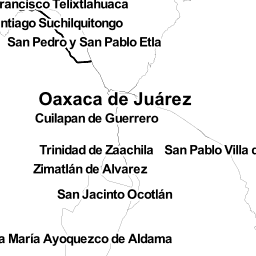 rancisco Telixtlahuaca
ntiago Suchilquitongo
San Pedro y San Pablo Etla
Oaxaca de Juárez
Cuilapan de Guerrero
Trinidad de Zaachila
San Pablo Villa d
Zimatlán de Alvarez
San Jacinto Ocotlán
a María Ayoquezco de Aldama